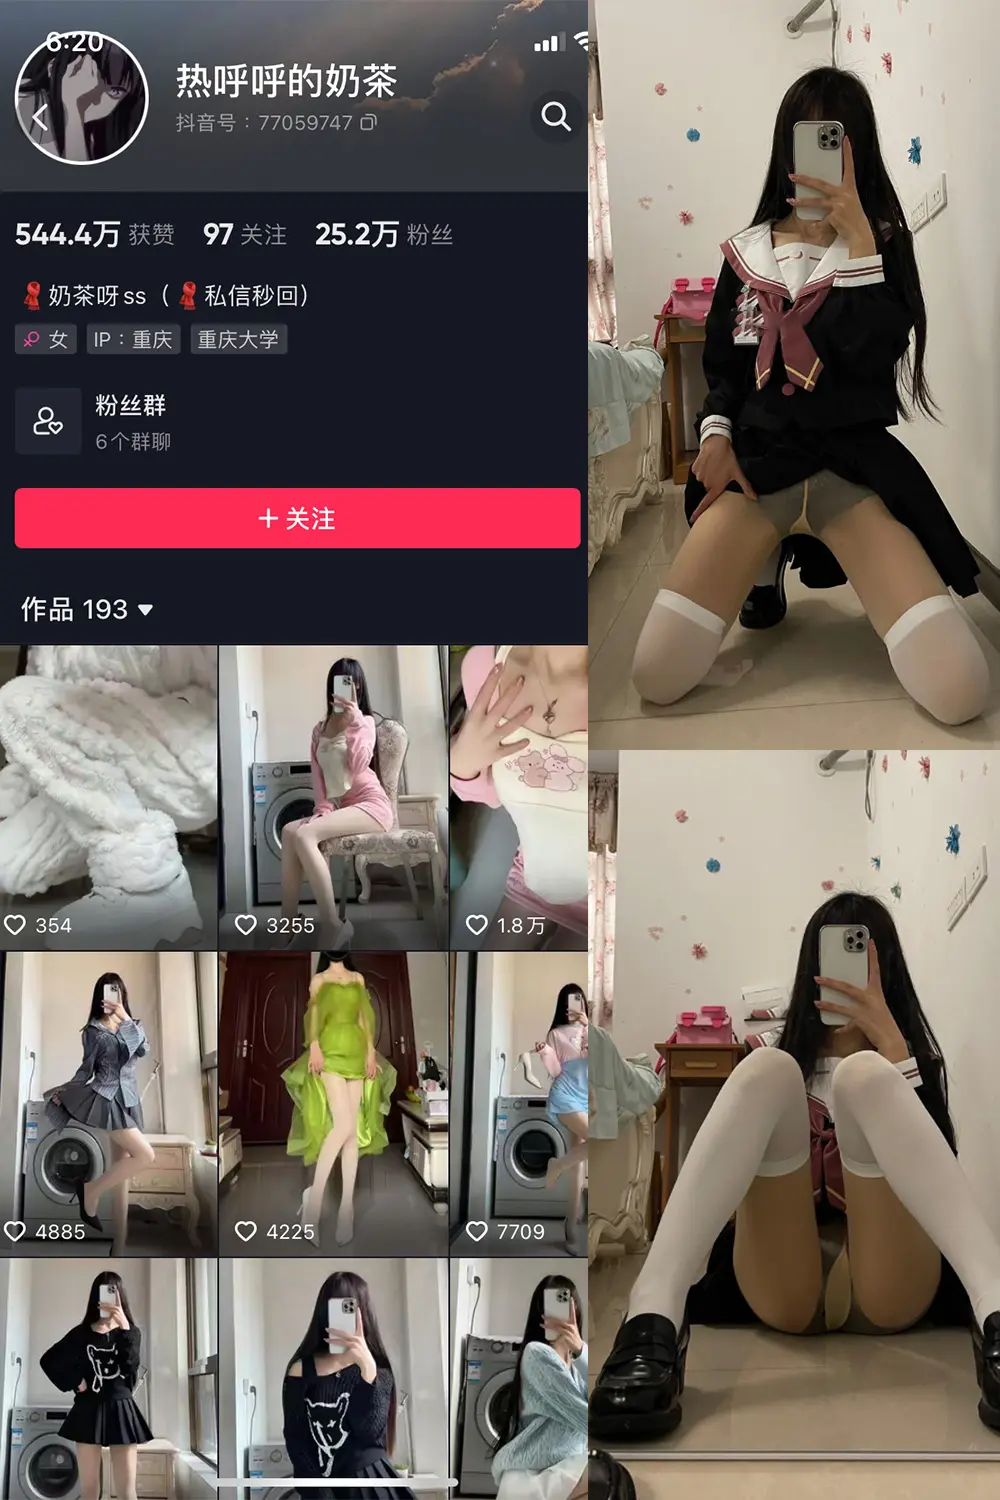 6:20
热呼呼的奶茶
抖音号：77059747
544.4万 获赞 97 关注 25.2万 粉丝
🧣奶茶呀ss（🧣私信秒回）
女 IP：重庆 重庆大学
粉丝群
6个群聊
+ 关注
作品 193
354
3255
1.8万
4885
4225
7709